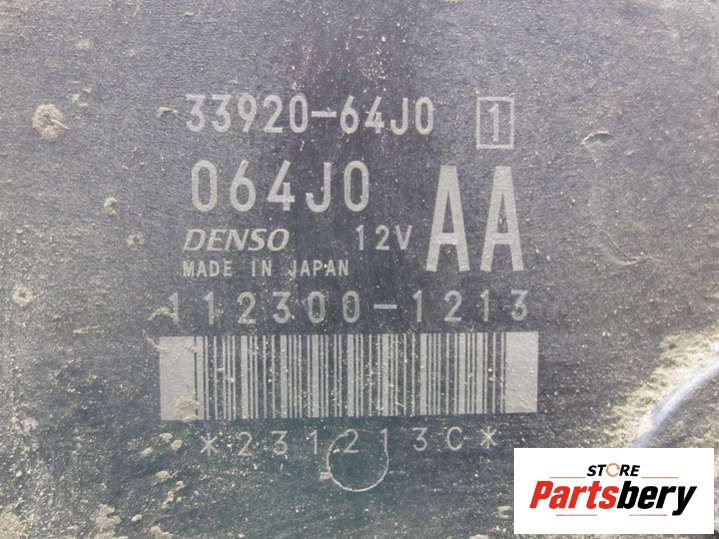 33920-64J0 1
064J0 AA
DENSO 12V
MADE IN JAPAN
112300-1213
*231213C*
STORE
Partsbery